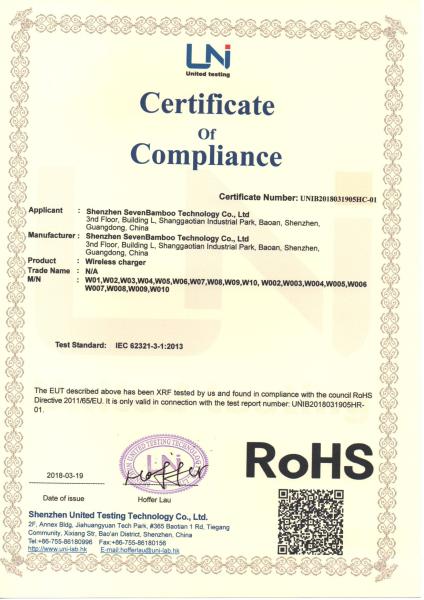 UNi
United testing
Certificate
Of
Compliance
Certificate Number: UNIB2018031905HC-01
Applicant : Shenzhen SevenBamboo Technology Co., Ltd
3nd Floor, Building L, Shanggaotian Industrial Park, Baoan, Shenzhen,
Guangdong, China
Manufacturer : Shenzhen SevenBamboo Technology Co., Ltd
3nd Floor, Building L, Shanggaotian Industrial Park, Baoan, Shenzhen,
Guangdong, China
Product : Wireless charger
Trade Name : N/A
M/N : W01,W02,W03,W04,W05,W06,W07,W08,W09,W10, W002,W003,W004,W005,W006
W007,W008,W009,W010
Test Standard: IEC 62321-3-1:2013
The EUT described above has been XRF tested by us and found in compliance with the council RoHS
Directive 2011/65/EU. It is only valid in connection with the test report number: UNIB2018031905HR-
01.
RoHS
2018-03-19
Date of issue
Hoffer Lau
Shenzhen United Testing Technology Co., Ltd.
2F, Annex Bldg, Jiahuangyuan Tech Park, #365 Baotian 1 Rd, Tiegang
Community, Xixiang Str, Bao'an District, Shenzhen, China
Tel:+86-755-86180996 Fax:+86-755-86180156
http://www.uni-lab.hk E-mail:hofferlau@uni-lab.hk